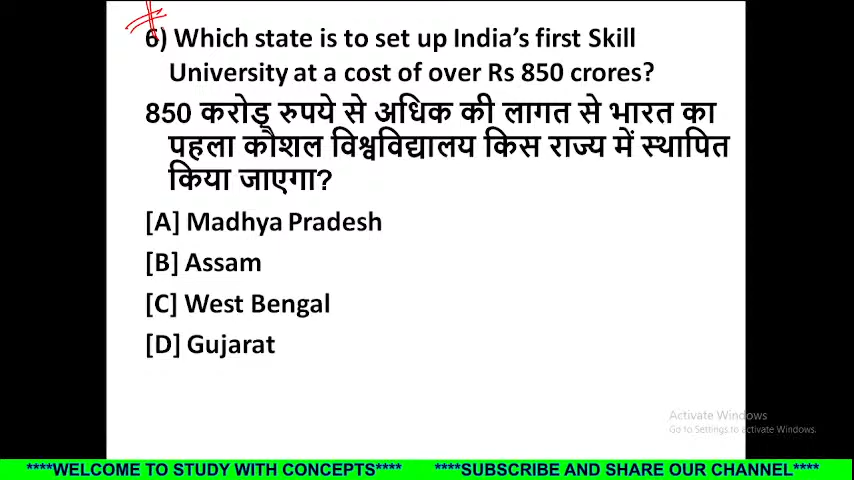 6) Which state is to set up India's first Skill
University at a cost of over Rs 850 crores?
850 करोड़ रुपये से अधिक की लागत से भारत का
पहला कौशल विश्वविद्यालय किस राज्य में स्थापित
किया जाएगा?
[A] Madhya Pradesh
[B] Assam
[C] West Bengal
[D] Gujarat
Activate Windows
Go to Settings to activate Windows.
****WELCOME TO STUDY WITH CONCEPTS**** ****SUBSCRIBE AND SHARE OUR CHANNEL****